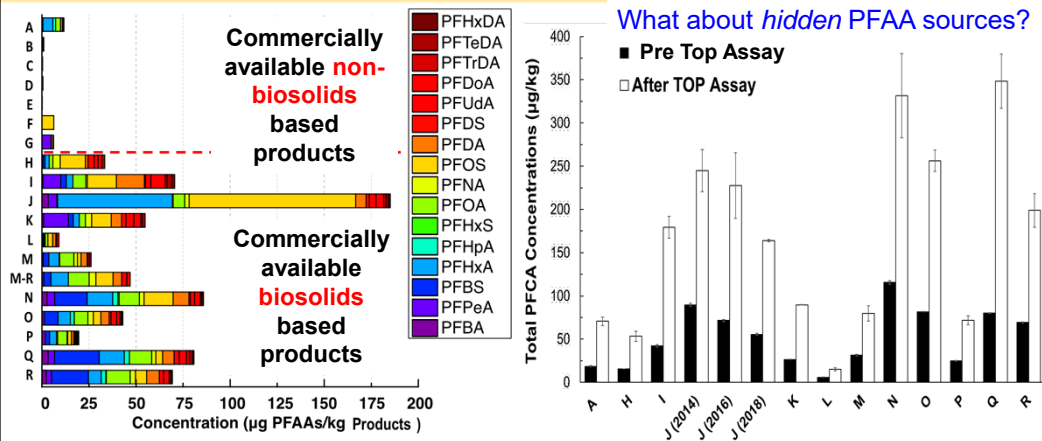 A
B
C
D
E
F
G
H
I
J
K
L
M
M-R
N
O
P
Q
R
0 25 50 75 100 125 150 175 200
Concentration (µg PFAAs/kg Products )
Commercially
available non-
biosolids
based
products
Commercially
available
biosolids
based
products
PFHxDA
PFTeDA
PFTrDA
PFDoA
PFUdA
PFDS
PFDA
PFOS
PFNA
PFOA
PFHxS
PFHpA
PFHxA
PFBS
PFPeA
PFBA
What about hidden PFAA sources?
Pre Top Assay
After TOP Assay
Total PFCA Concentrations (µg/kg)
400
350
300
250
200
150
100
50
0
A H I J (2014) J (2016) J (2018) K L M N O P Q R